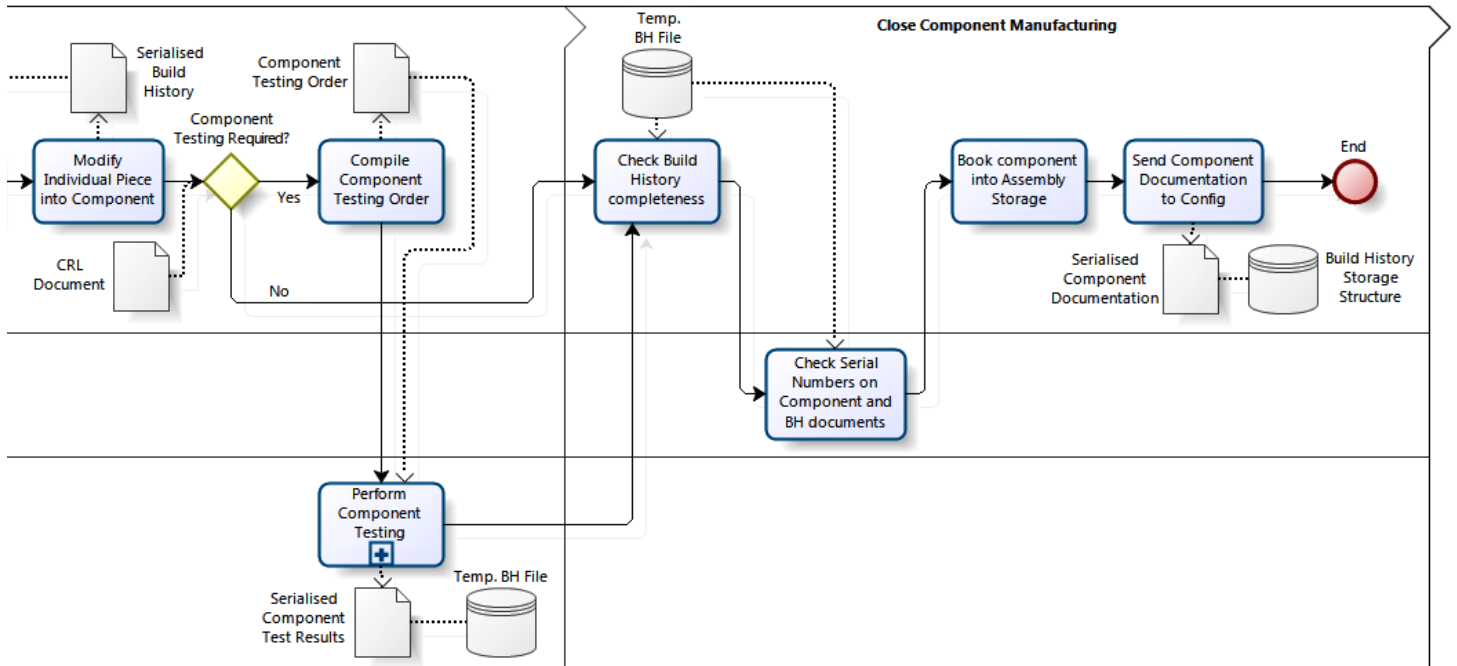 Close Component Manufacturing
Temp.
BH File
Serialised
Build
History
Component
Testing Order
Component
Testing Required?
Modify
Individual Piece
into Component
Yes
Compile
Component
Testing Order
Check Build
History
completeness
Book component
into Assembly
Storage
Send Component
Documentation
to Config
End
CRL
Document
No
Serialised
Component
Documentation
Build History
Storage
Structure
Check Serial
Numbers on
Component and
BH documents
Perform
Component
Testing
Serialised
Component
Test Results
Temp. BH File